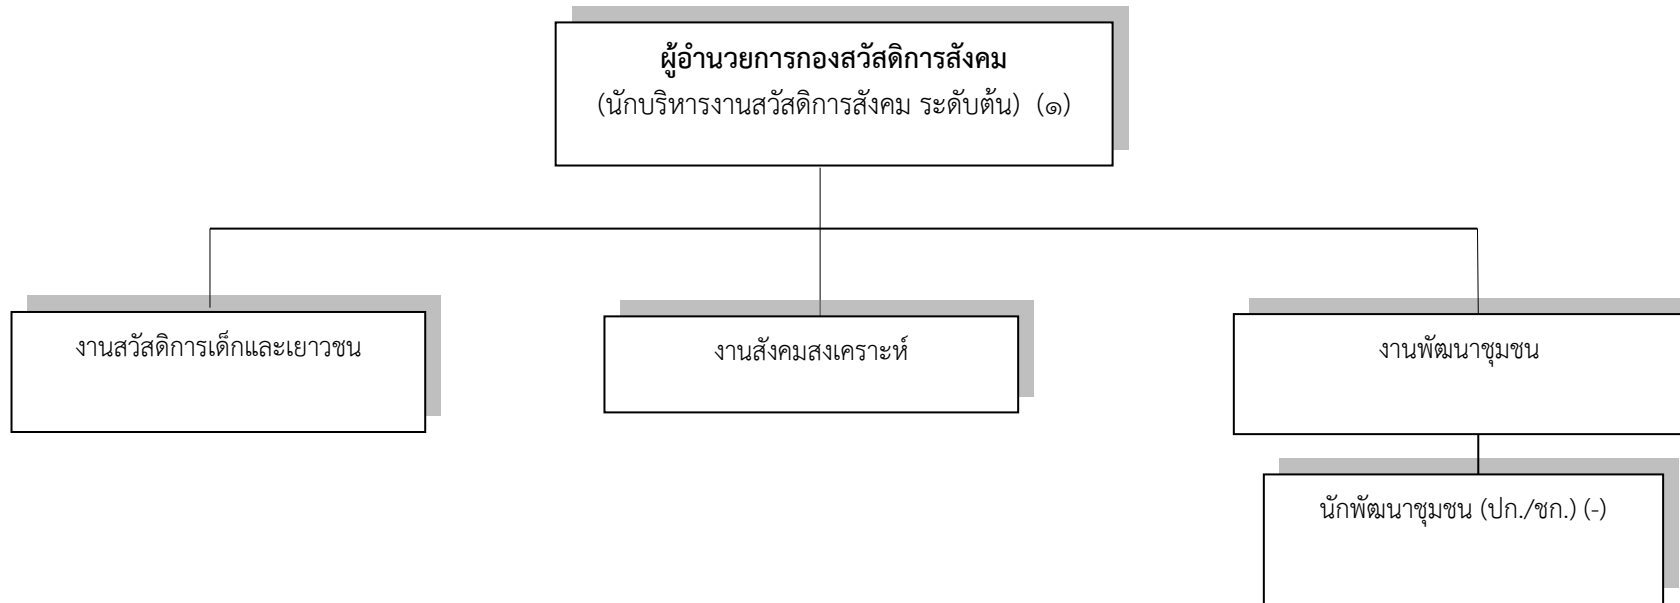 ผู้อำนวยการกองสวัสดิการสังคม
(นักบริหารงานสวัสดิการสังคม ระดับต้น) (๑)
งานสวัสดิการเด็กและเยาวชน
งานสังคมสงเคราะห์
งานพัฒนาชุมชน
นักพัฒนาชุมชน (ปก./ชก.) (-)